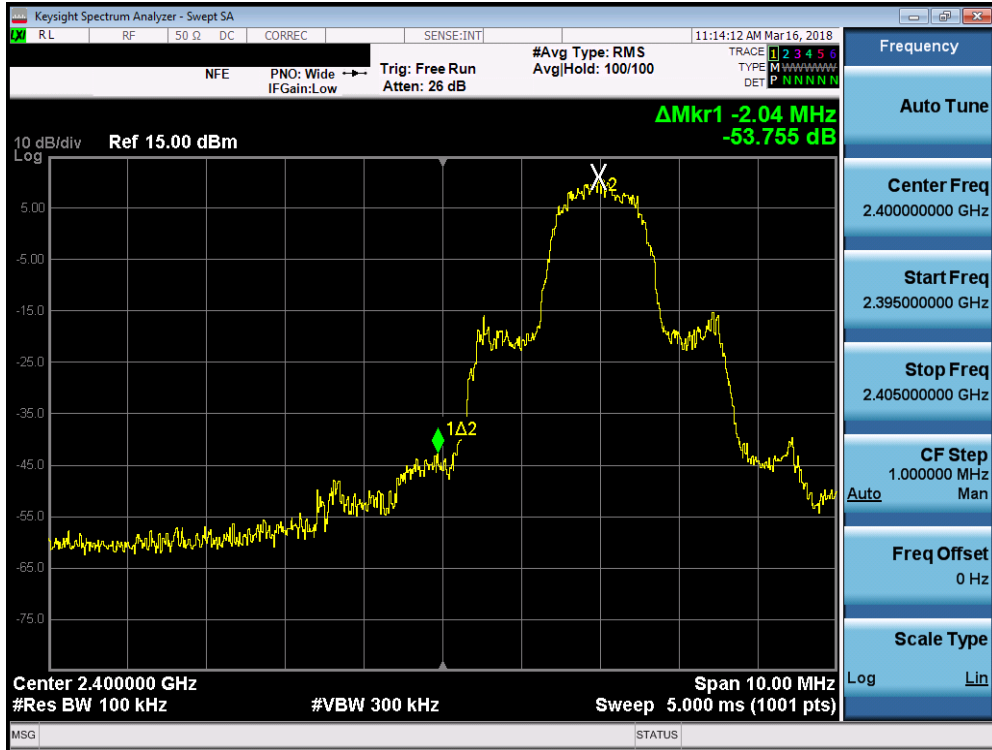 Keysight Spectrum Analyzer - Swept SA
LXI RL RF 50 Ω DC CORREC SENSE:INT 11:14:12 AM Mar 16, 2018
NFE PNO: Wide Trig: Free Run #Avg Type: RMS TRACE 1 2 3 4 5 6
IFGain:Low Atten: 26 dB Avg|Hold: 100/100 TYPE M WWWWW
DET P N N N N N
ΔMkr1 -2.04 MHz
-53.755 dB
10 dB/div Ref 15.00 dBm
Log
X2
5.00
-5.00
-15.0
-25.0
-35.0
1Δ2
-45.0
-55.0
-65.0
-75.0
Center 2.400000 GHz Span 10.00 MHz
#Res BW 100 kHz #VBW 300 kHz Sweep 5.000 ms (1001 pts)
MSG STATUS
Frequency
Auto Tune
Center Freq
2.400000000 GHz
Start Freq
2.395000000 GHz
Stop Freq
2.405000000 GHz
CF Step
1.000000 MHz
Auto Man
Freq Offset
0 Hz
Scale Type
Log Lin